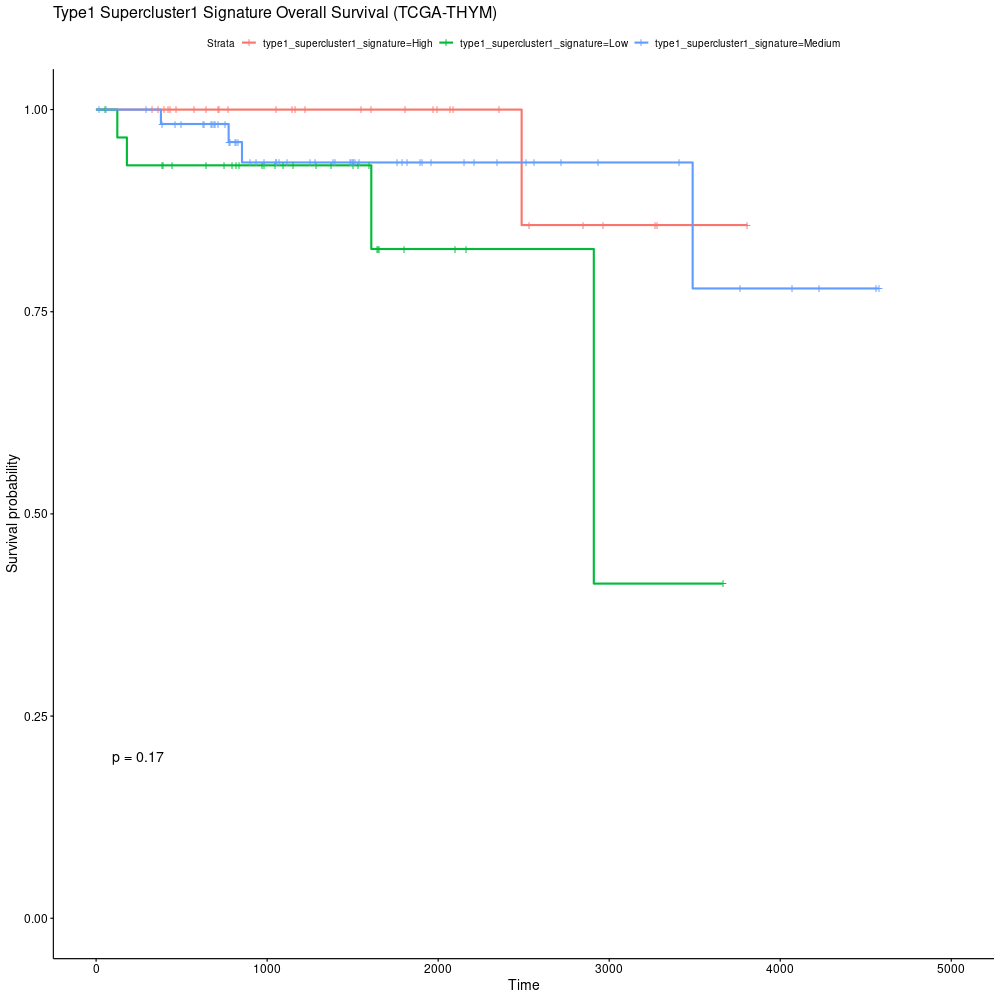 Type1 Supercluster1 Signature Overall Survival (TCGA-THYM)
Strata type1_supercluster1_signature=High type1_supercluster1_signature=Low type1_supercluster1_signature=Medium
1.00
0.75
0.50
0.25
0.00
Survival probability
p = 0.17
0 1000 2000 3000 4000 5000
Time